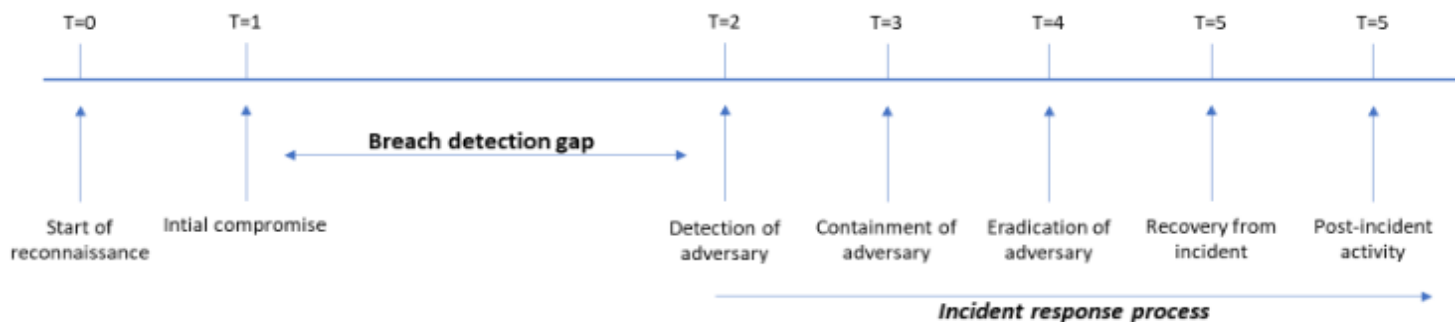 T=0 T=1 T=2 T=3 T=4 T=5 T=5
Breach detection gap
Start of reconnaissance
Intial compromise
Detection of adversary
Containment of adversary
Eradication of adversary
Recovery from incident
Post-incident activity
Incident response process